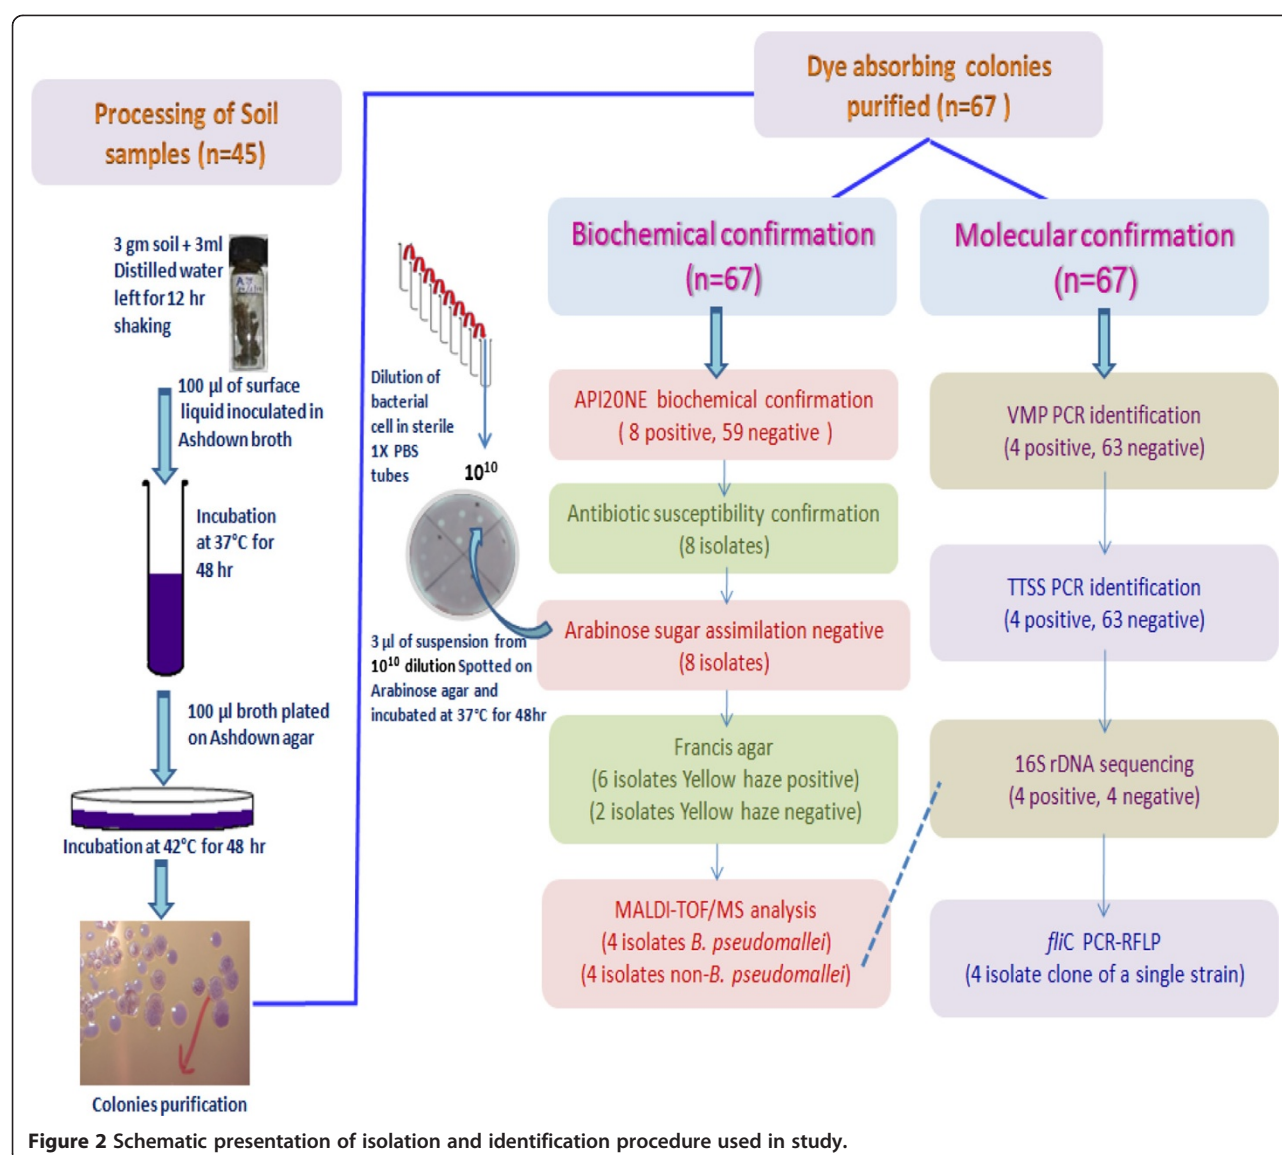 Processing of Soil
samples (n=45)
3 gm soil + 3ml
Distilled water
left for 12 hr
shaking
100 µl of surface
liquid inoculated in
Ashdown broth
Incubation
at 37°C for
48 hr
100 µl broth plated
on Ashdown agar
Incubation at 42°C for 48 hr
Colonies purification
Dye absorbing colonies
purified (n=67 )
Dilution of
bacterial
cell in sterile
1X PBS
tubes
10¹⁰
3 µl of suspension from
10¹⁰ dilution Spotted on
Arabinose agar and
incubated at 37°C for 48hr
Biochemical confirmation
(n=67)
API20NE biochemical confirmation
( 8 positive, 59 negative )
Antibiotic susceptibility confirmation
(8 isolates)
Arabinose sugar assimilation negative
(8 isolates)
Francis agar
(6 isolates Yellow haze positive)
(2 isolates Yellow haze negative)
MALDI-TOF/MS analysis
(4 isolates B. pseudomallei)
(4 isolates non-B. pseudomallei)
Molecular confirmation
(n=67)
VMP PCR identification
(4 positive, 63 negative)
TTSS PCR identification
(4 positive, 63 negative)
16S rDNA sequencing
(4 positive, 4 negative)
fliC PCR-RFLP
(4 isolate clone of a single strain)
Figure 2 Schematic presentation of isolation and identification procedure used in study.